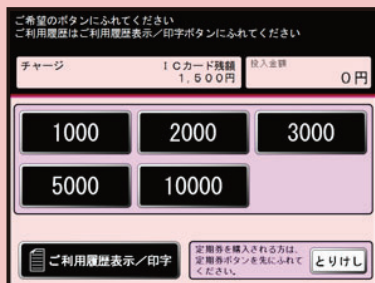 ご希望のボタンにふれてください
ご利用履歴はご利用履歴表示／印字ボタンにふれてください
チャージ
ICカード残額
1,500円
投入金額
0円
1000
2000
3000
5000
10000
ご利用履歴表示／印字
定期券を購入される方は、
定期券ボタンを先にふれて
ください。
とりけし